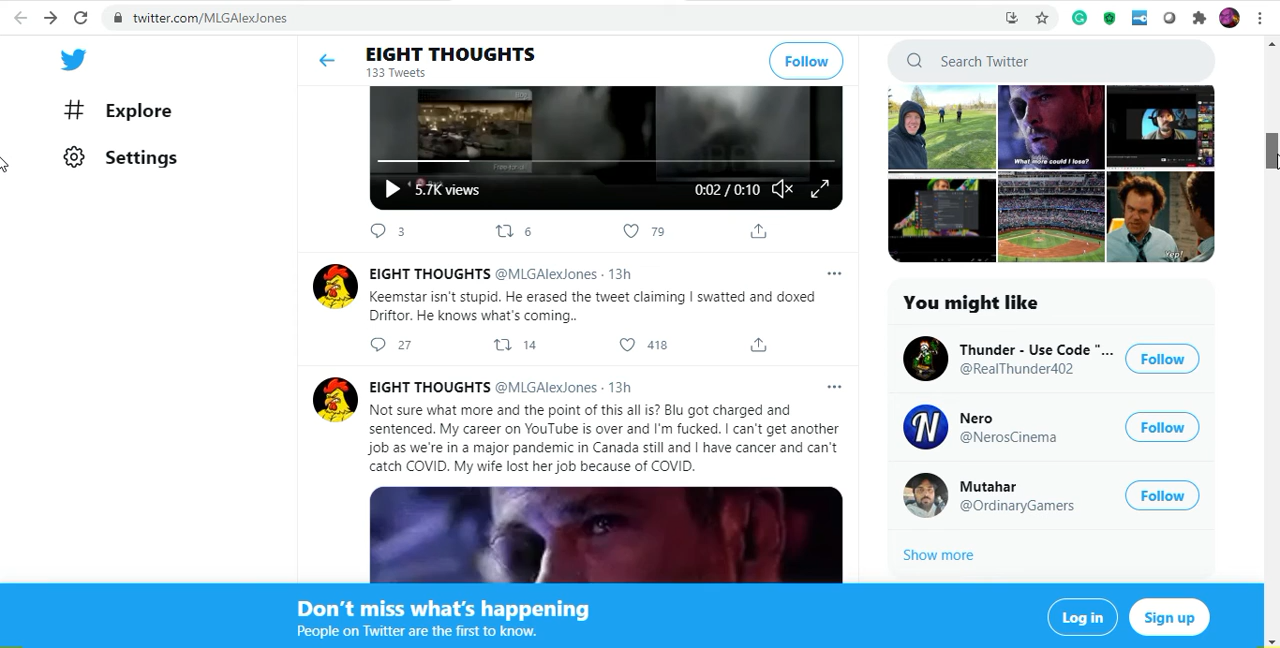 twitter.com/MLGAlexJones
Explore
Settings
EIGHT THOUGHTS
133 Tweets
Follow
5.7K views
0:02 / 0:10
3
6
79
EIGHT THOUGHTS @MLGAlexJones · 13h
Keemstar isn't stupid. He erased the tweet claiming I swatted and doxed
Driftor. He knows what's coming..
27
14
418
EIGHT THOUGHTS @MLGAlexJones · 13h
Not sure what more and the point of this all is? Blu got charged and
sentenced. My career on YouTube is over and I'm fucked. I can't get another
job as we're in a major pandemic in Canada still and I have cancer and can't
catch COVID. My wife lost her job because of COVID.
Search Twitter
What more could I lose?
Yep!
You might like
Thunder - Use Code "...
@RealThunder402
Follow
Nero
@NerosCinema
Follow
Mutahar
@OrdinaryGamers
Follow
Show more
Don't miss what's happening
People on Twitter are the first to know.
Log in
Sign up